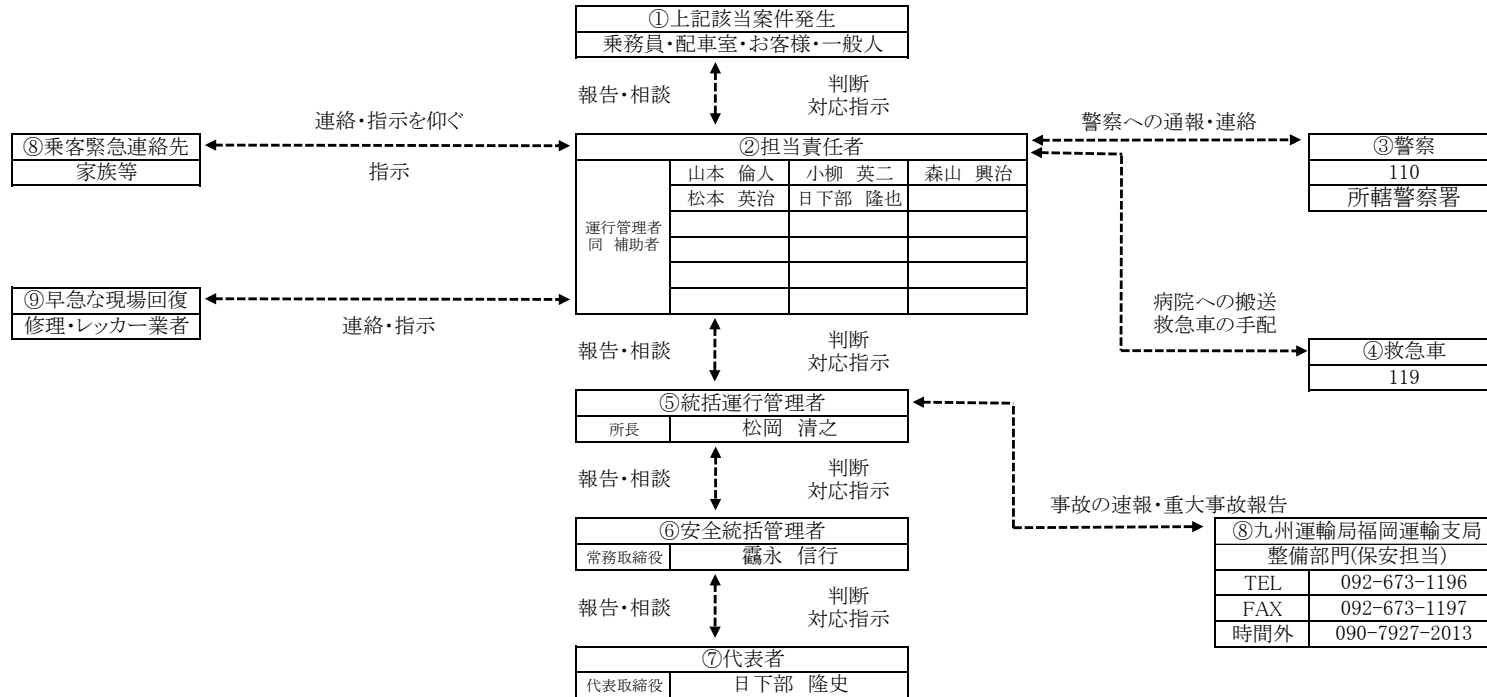 ①上記該当案件発生
乗務員・配車室・お客様・一般人
報告・相談
判断
対応指示
連絡・指示を仰ぐ
指示
⑧乗客緊急連絡先
家族等
②担当責任者
運行管理者
同 補助者
山本 倫人 小柳 英二 森山 興治
松本 英治 日下部 隆也
警察への通報・連絡
③警察
110
所轄警察署
⑨早急な現場回復
修理・レッカー業者
連絡・指示
病院への搬送
救急車の手配
④救急車
119
報告・相談
判断
対応指示
⑤統括運行管理者
所長 松岡 清之
報告・相談
判断
対応指示
事故の速報・重大事故報告
⑥安全統括管理者
常務取締役 靍永 信行
⑧九州運輸局福岡運輸支局
整備部門(保安担当)
TEL 092-673-1196
FAX 092-673-1197
時間外 090-7927-2013
報告・相談
判断
対応指示
⑦代表者
代表取締役 日下部 隆史